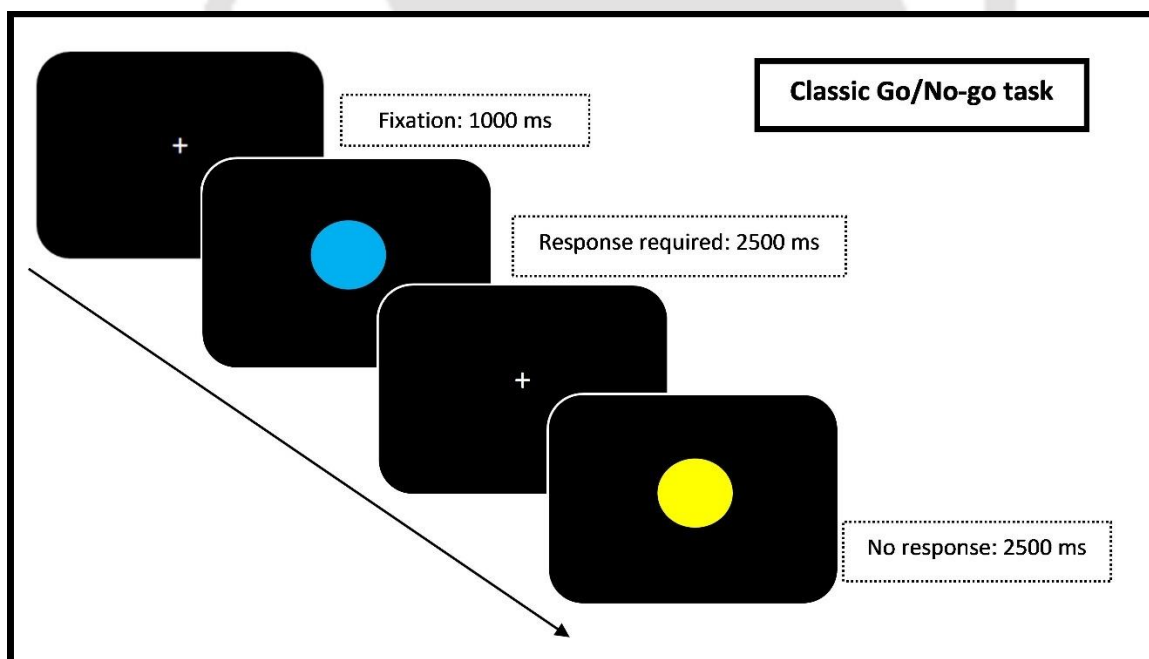 Classic Go/No-go task
Fixation: 1000 ms
Response required: 2500 ms
No response: 2500 ms